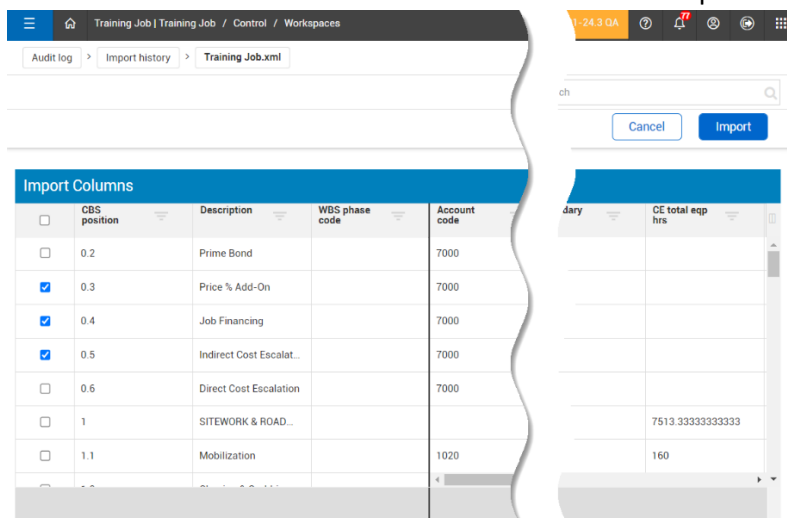 Training Job | Training Job / Control / Workspaces
-24.3 QA
77
Audit log > Import history > Training Job.xml
ch
Cancel Import
Import Columns
CBS position Description WBS phase code Account code dary CE total eqp hrs
0.2 Prime Bond 7000
0.3 Price % Add-On 7000
0.4 Job Financing 7000
0.5 Indirect Cost Escalat... 7000
0.6 Direct Cost Escalation 7000
1 SITEWORK & ROAD... 7513.33333333333
1.1 Mobilization 1020 160